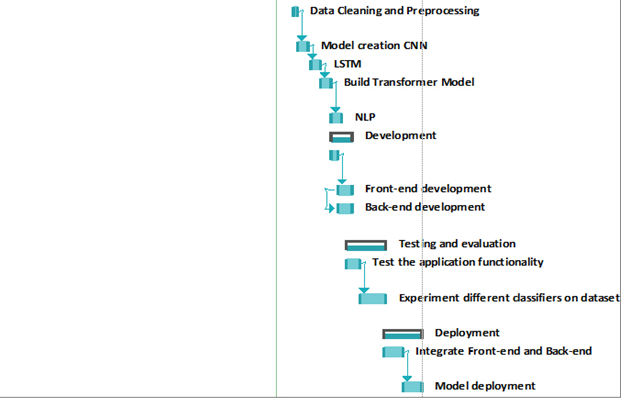 Data Cleaning and Preprocessing
Model creation CNN
LSTM
Build Transformer Model
NLP
Development
Front-end development
Back-end development
Testing and evaluation
Test the application functionality
Experiment different classifiers on dataset
Deployment
Integrate Front-end and Back-end
Model deployment